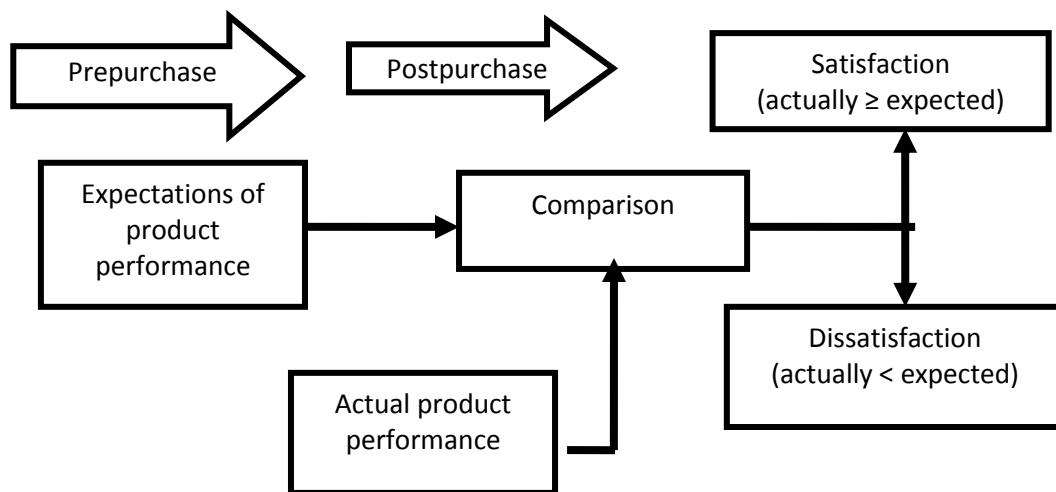 Prepurchase
Postpurchase
Satisfaction
(actually ≥ expected)
Expectations of
product
performance
Comparison
Dissatisfaction
(actually < expected)
Actual product
performance